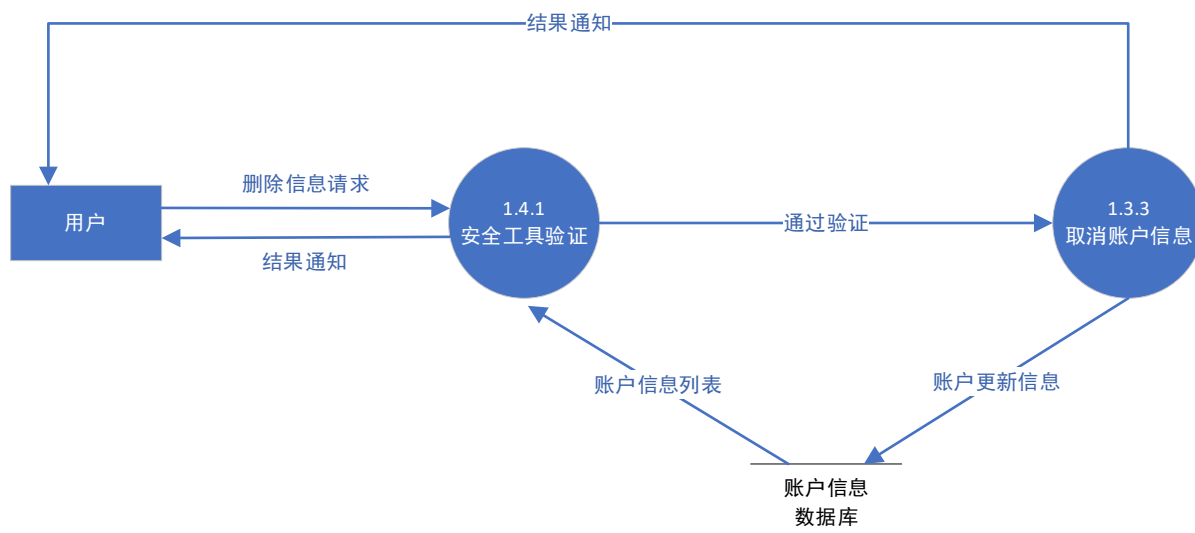 结果通知
删除信息请求
用户
1.4.1
安全工具验证
通过验证
1.3.3
取消账户信息
结果通知
账户信息列表
账户更新信息
账户信息
数据库